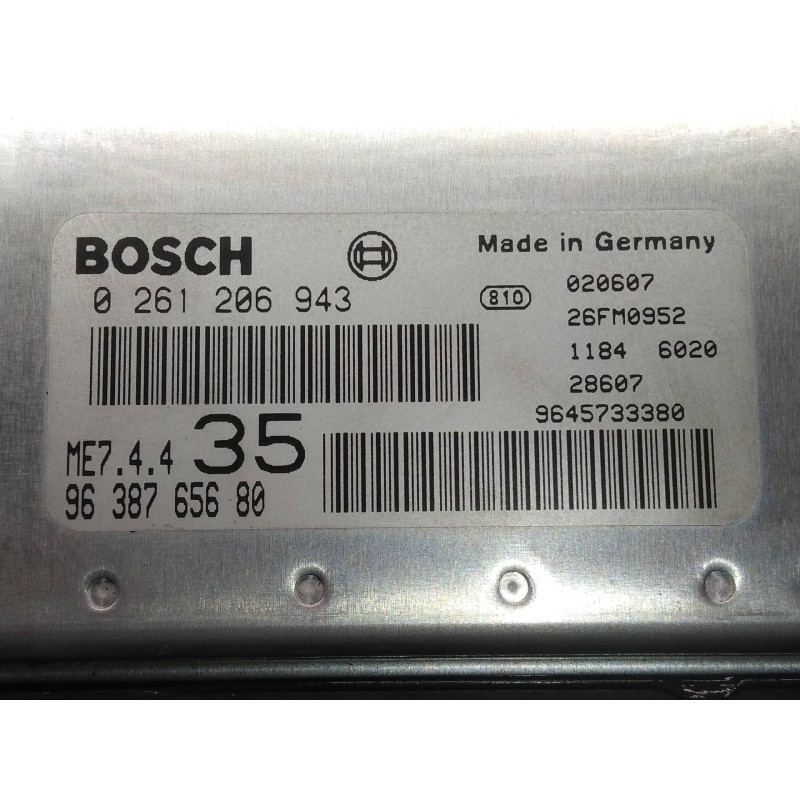 BOSCH
0 261 206 943
Made in Germany
810
020607
26FM0952
1184 6020
28607
9645733380
ME7.4.4 35
96 387 656 80